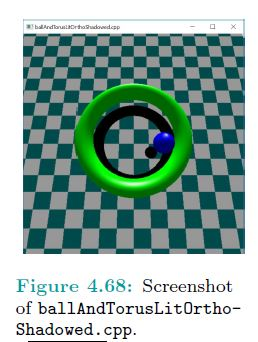 ballAndTorusLitOrthoShadowed.cpp
Figure 4.68: Screenshot
of ballAndTorusLitOrtho-
Shadowed.cpp.